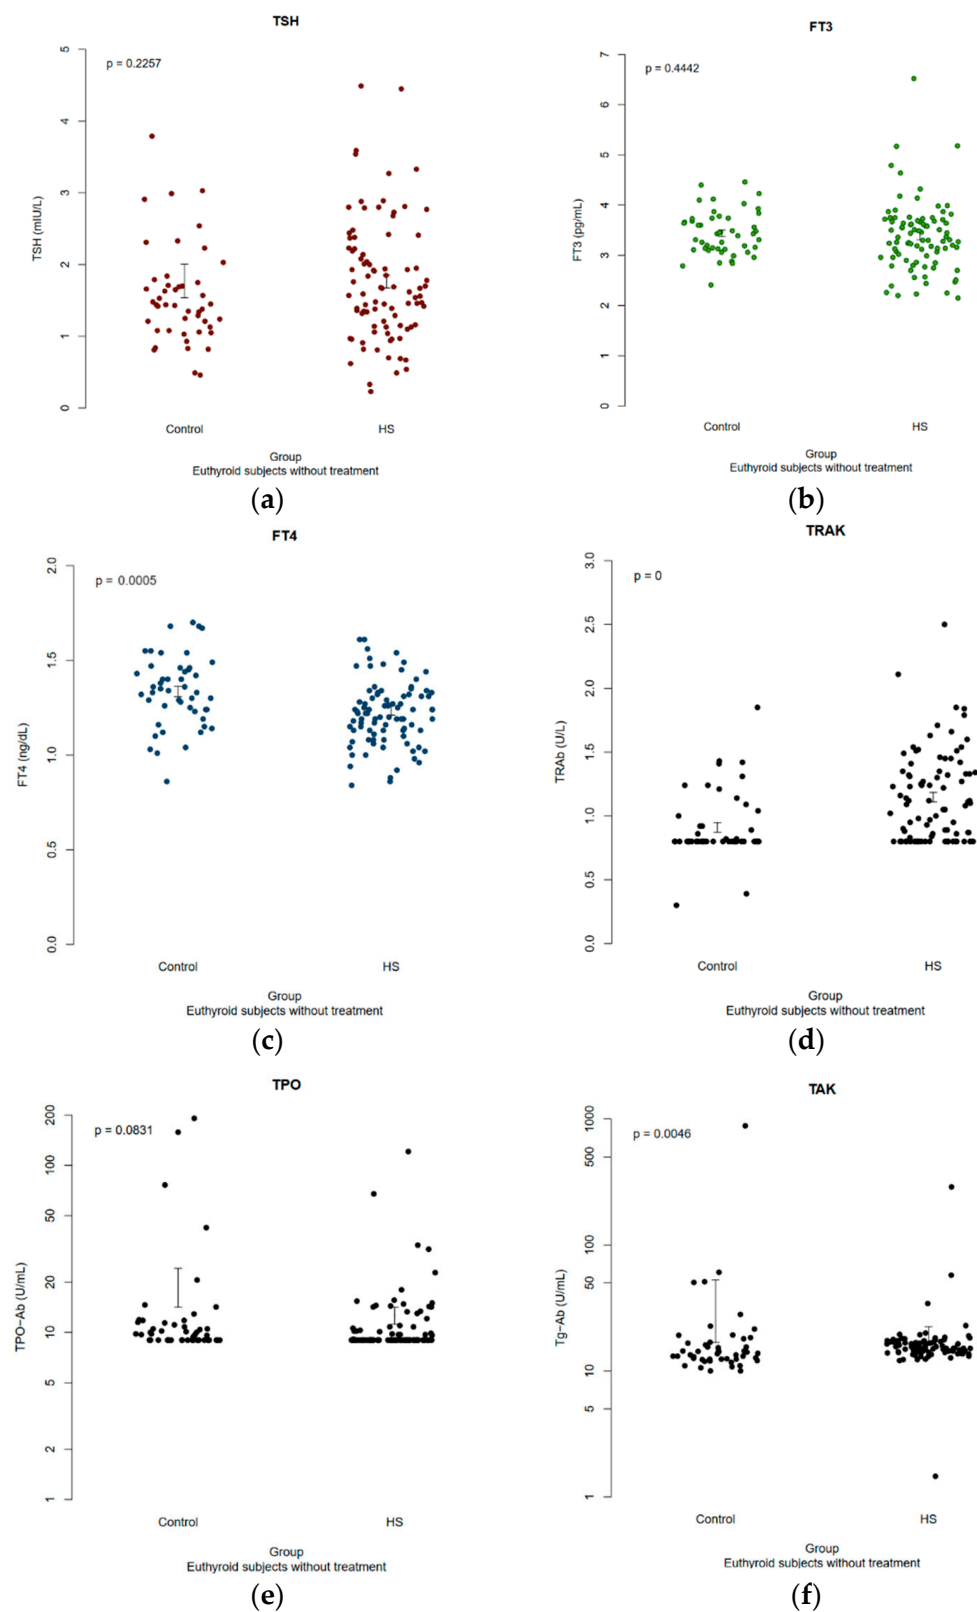 TSH
p = 0.2257
TSH (mIU/L)
5
4
3
2
1
0
Control
HS
Group
Euthyroid subjects without treatment
(a)
FT3
p = 0.4442
FT3 (pg/mL)
7
6
5
4
3
2
1
0
Control
HS
Group
Euthyroid subjects without treatment
(b)
FT4
p = 0.0005
FT4 (ng/dL)
2.0
1.5
1.0
0.5
0.0
Control
HS
Group
Euthyroid subjects without treatment
(c)
TRAK
p = 0
TRAb (U/L)
3.0
2.5
2.0
1.5
1.0
0.5
0.0
Control
HS
Group
Euthyroid subjects without treatment
(d)
TPO
p = 0.0831
TPO−Ab (U/mL)
200
100
50
20
10
5
2
1
Control
HS
Group
Euthyroid subjects without treatment
(e)
TAK
p = 0.0046
Tg−Ab (U/mL)
1000
500
100
50
10
5
1
Control
HS
Group
Euthyroid subjects without treatment
(f)